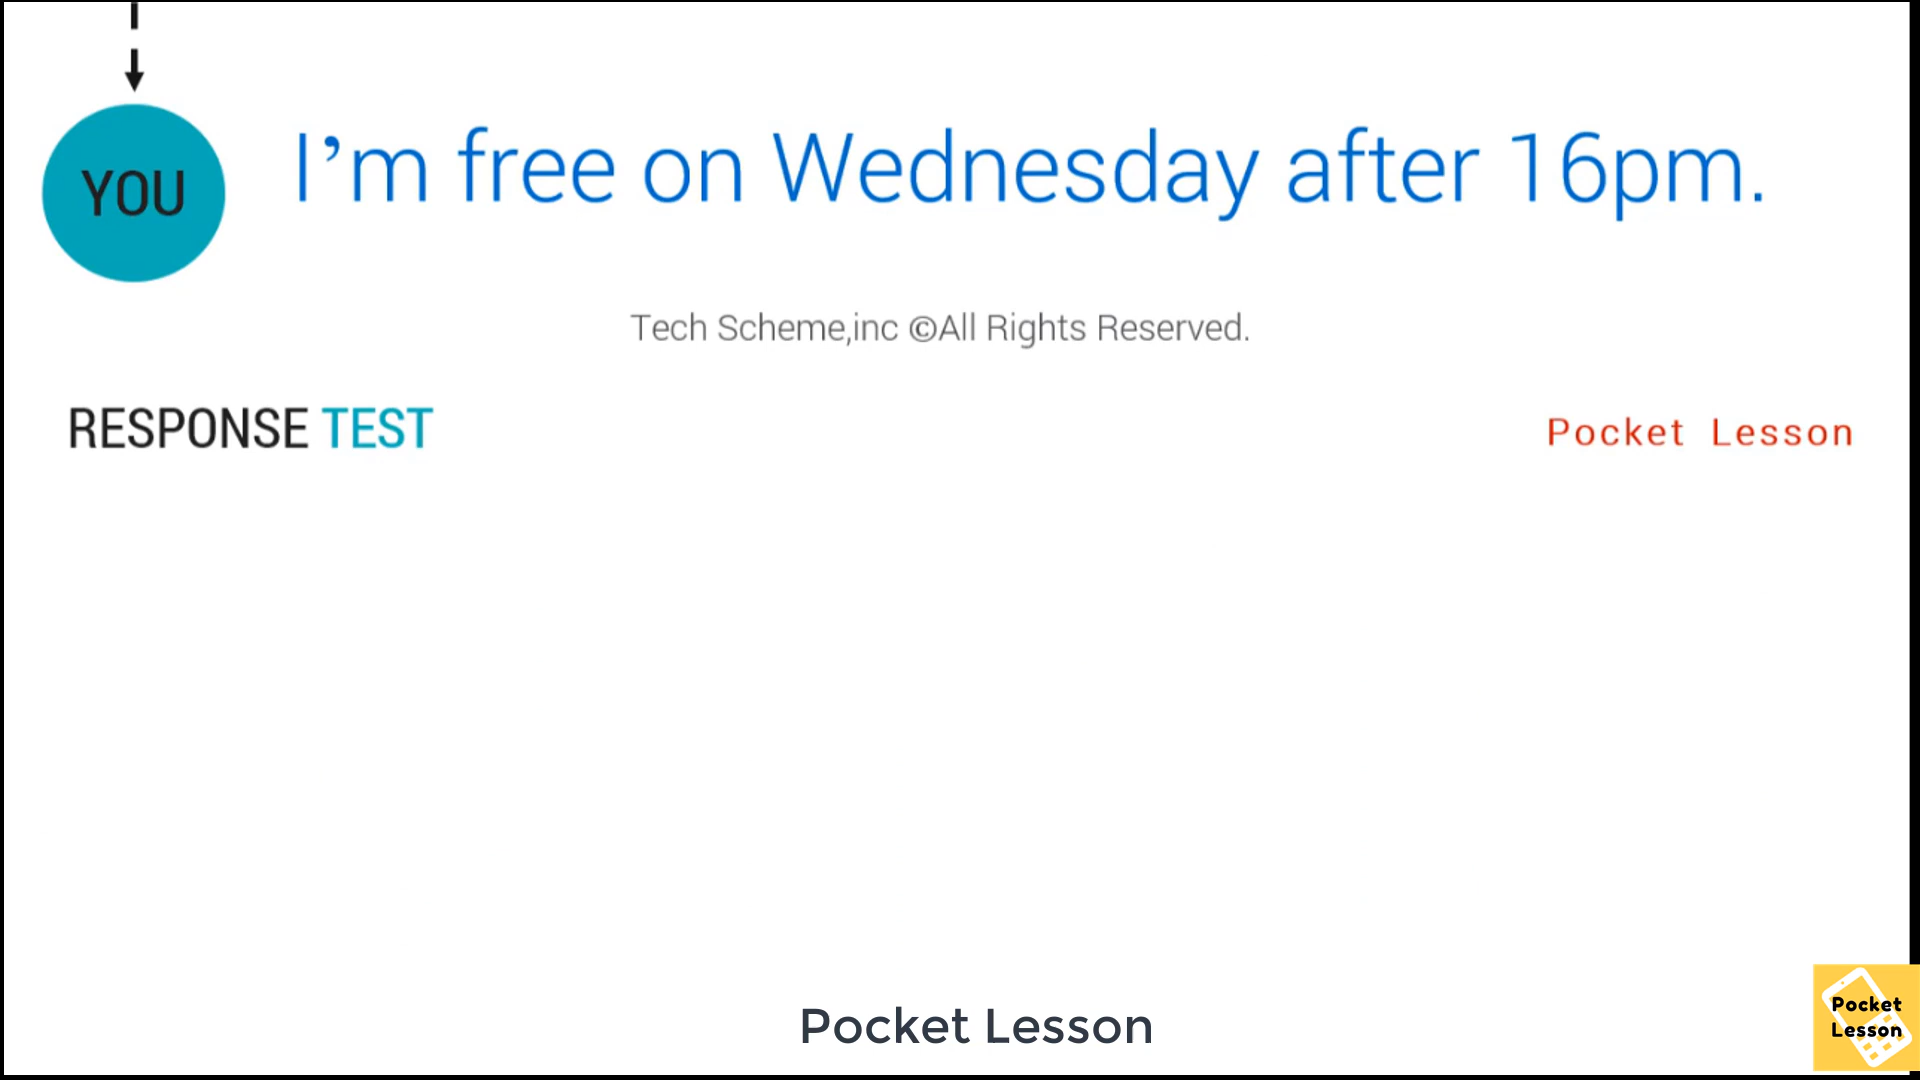 YOU
I’m free on Wednesday after 16pm.
Tech Scheme,inc ©All Rights Reserved.
RESPONSE TEST
Pocket Lesson
Pocket Lesson
Pocket
Lesson